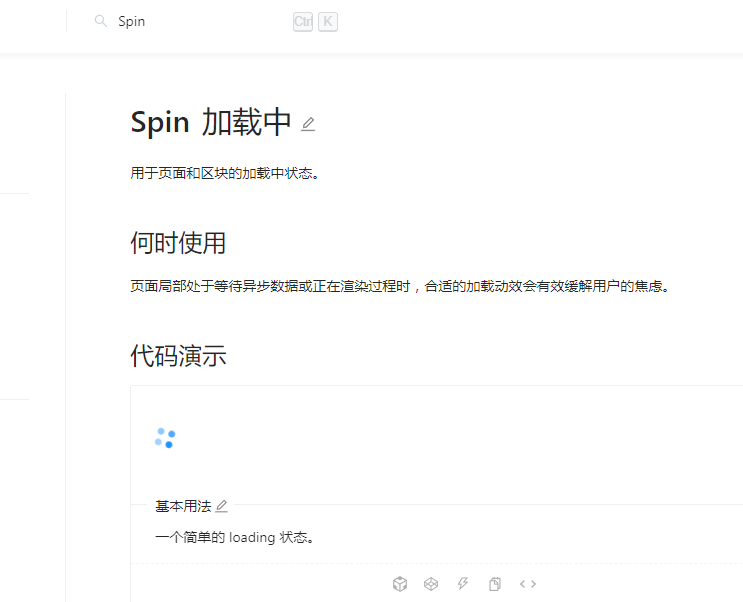 Spin Ctrl K
Spin 加载中
用于页面和区块的加载中状态。
何时使用
页面局部处于等待异步数据或正在渲染过程时，合适的加载动效会有效缓解用户的焦虑。
代码演示
基本用法
一个简单的 loading 状态。